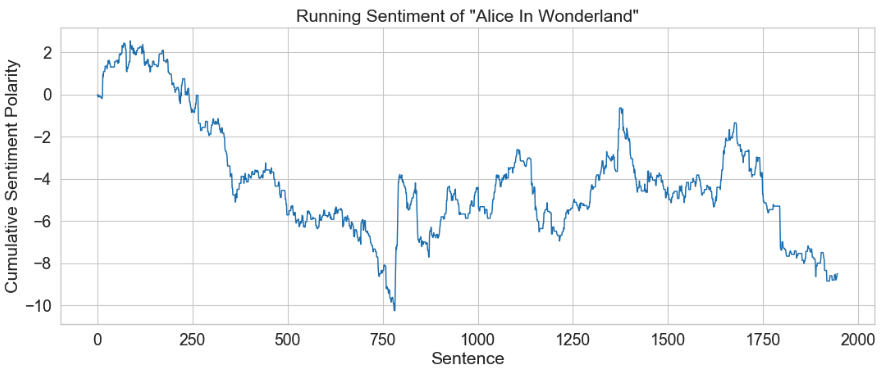 Running Sentiment of "Alice In Wonderland"
Cumulative Sentiment Polarity
2
0
−2
−4
−6
−8
−10
0 250 500 750 1000 1250 1500 1750 2000
Sentence